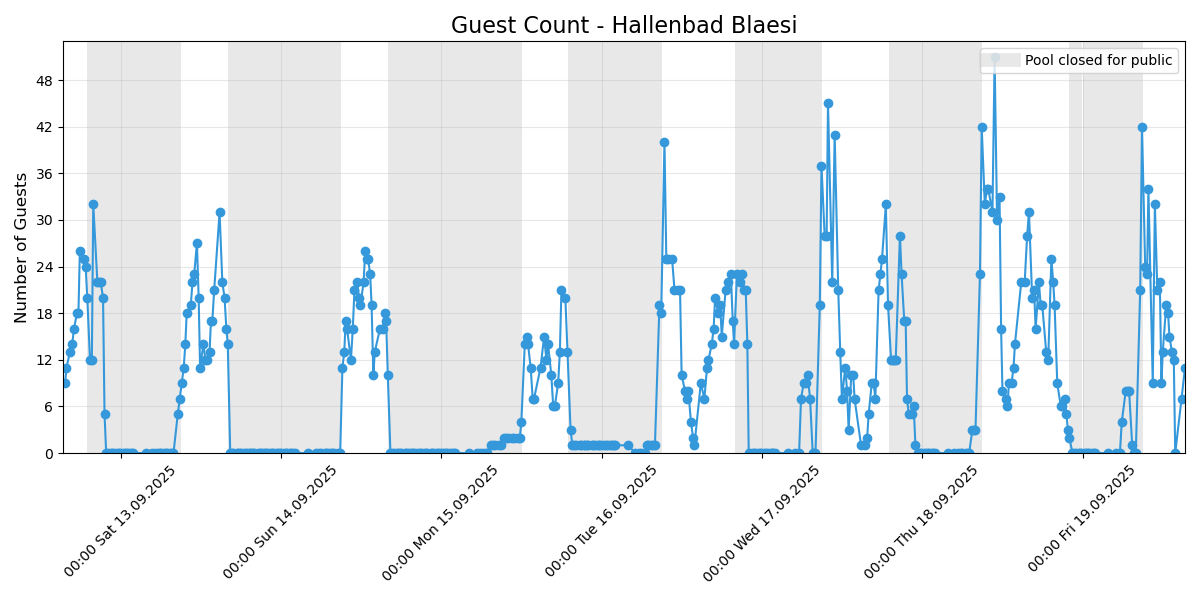 Guest Count - Hallenbad Blaesi
Pool closed for public
Number of Guests
48
42
36
30
24
18
12
6
0
00:00 Sat 13.09.2025
00:00 Sun 14.09.2025
00:00 Mon 15.09.2025
00:00 Tue 16.09.2025
00:00 Wed 17.09.2025
00:00 Thu 18.09.2025
00:00 Fri 19.09.2025